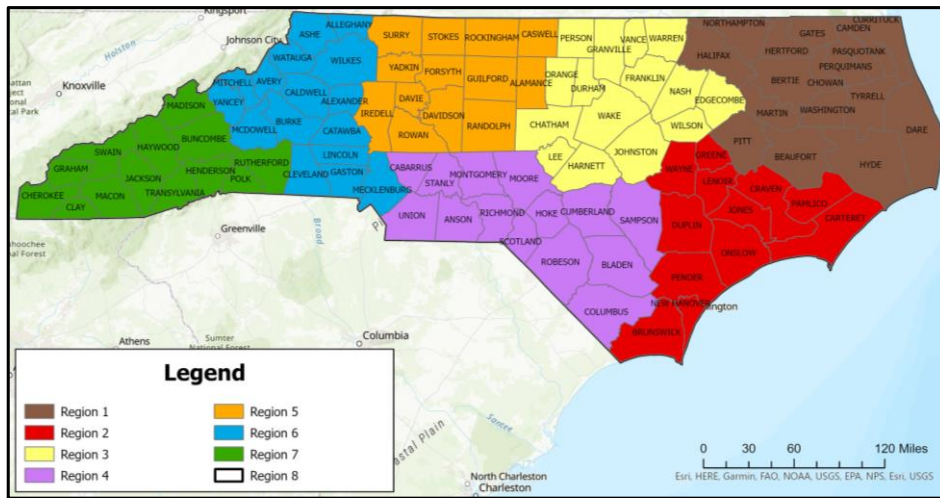 Kingsport
Johnson City
Holston
Knoxville
ALLEGHANY
ASHE
SURRY
STOKES
ROCKINGHAM
CASWELL
PERSON
GRANVILLE
VANCE
WARREN
NORTHAMPTON
GATES
CURRITUCK
CAMDEN
HALIFAX
HERTFORD
PASQUOTANK
PERQUIMANS
WATAUGA
WILKES
YADKIN
FORSYTH
GUILFORD
ALAMANCE
ORANGE
DURHAM
FRANKLIN
BERTIE
CHOWAN
MITCHELL
AVERY
CALDWELL
ALEXANDER
DAVIE
NASH
EDGECOMBE
TYRRELL
MADISON
YANCEY
IREDELL
DAVIDSON
RANDOLPH
CHATHAM
WAKE
WILSON
MARTIN
WASHINGTON
DARE
MCDOWELL
BURKE
CATAWBA
ROWAN
BUNCOMBE
HAYWOOD
SWAIN
LINCOLN
LEE
HARNETT
JOHNSTON
PITT
BEAUFORT
HYDE
GRAHAM
RUTHERFORD
HENDERSON
CLEVELAND
GASTON
CABARRUS
MONTGOMERY
MOORE
WAYNE
GREENE
JACKSON
POLK
STANLY
LENOIR
CRAVEN
CHEROKEE
MACON
TRANSYLVANIA
MECKLENBURG
PAMLICO
CLAY
UNION
ANSON
RICHMOND
HOKE
CUMBERLAND
SAMPSON
DUPLIN
JONES
CARTERET
Greenville
Broad
SCOTLAND
ROBESON
BLADEN
ONSLOW
PENDER
COLUMBUS
NEW HANOVER
ington
BRUNSWICK
Columbia
Athens
Sumter
National Forest
Santee
astal Plain
North Charleston
Charleston
Legend
Region 1
Region 2
Region 3
Region 4
Region 5
Region 6
Region 7
Region 8
0 30 60 120 Miles
Esri, HERE, Garmin, FAO, NOAA, USGS, EPA, NPS, Esri, USGS